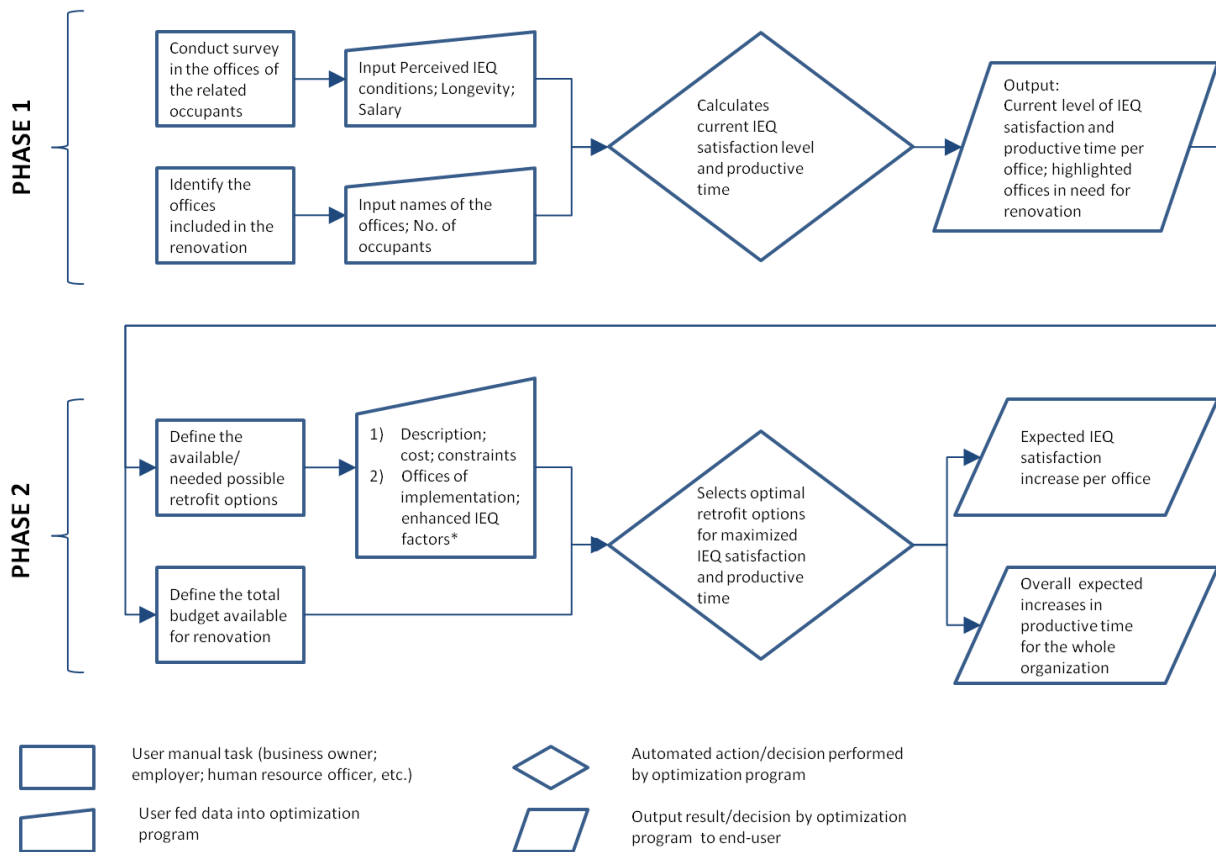 PHASE 1
Conduct survey
in the offices of
the related
occupants
Input Perceived IEQ
conditions; Longevity;
Salary
Identify the
offices
included in the
renovation
Input names of the
offices; No. of
occupants
Calculates
current IEQ
satisfaction level
and productive
time
Output:
Current level of IEQ
satisfaction and
productive time per
office; highlighted
offices in need for
renovation
PHASE 2
Define the
available/
needed possible
retrofit options
1) Description;
cost; constraints
2) Offices of
implementation;
enhanced IEQ
factors*
Define the total
budget available
for renovation
Selects optimal
retrofit options
for maximized
IEQ satisfaction
and productive
time
Expected IEQ
satisfaction
increase per office
Overall expected
increases in
productive time
for the whole
organization
User manual task (business owner;
employer; human resource officer, etc.)
User fed data into optimization
program
Automated action/decision performed
by optimization program
Output result/decision by optimization
program to end-user